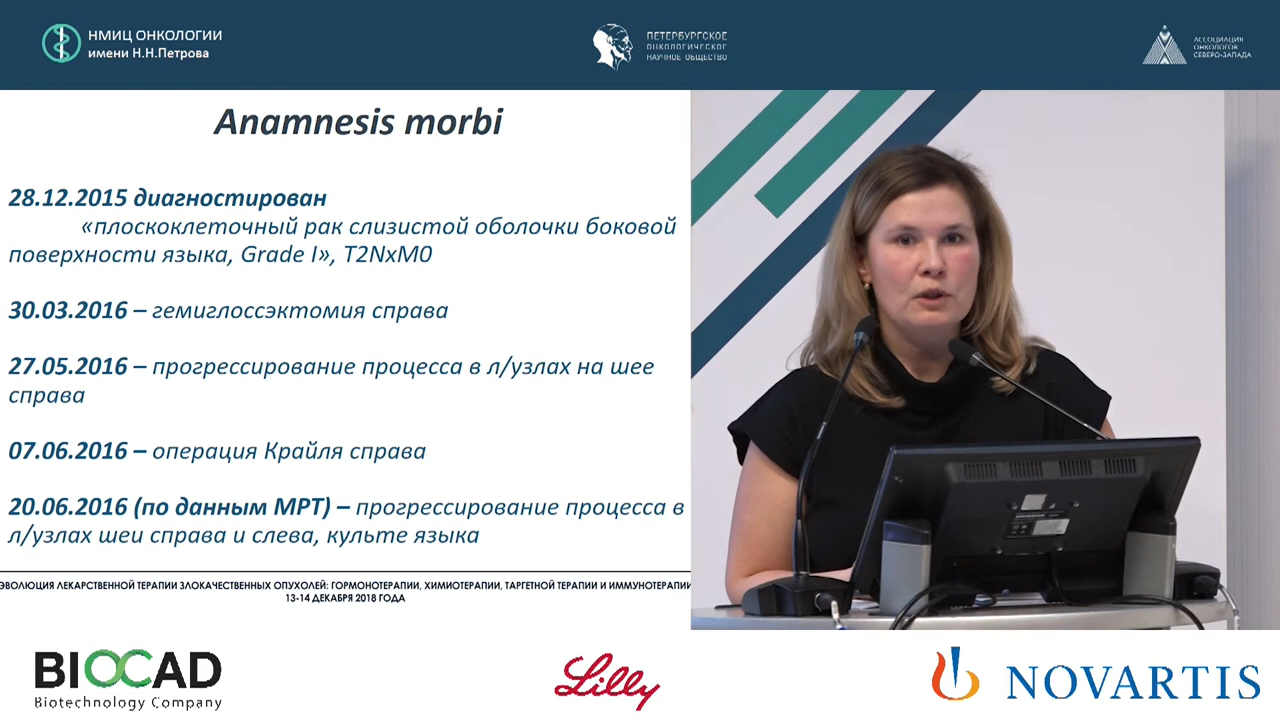 НМИЦ ОНКОЛОГИИ
имени Н.Н.Петрова
ПЕТЕРБУРГСКОЕ
ОНКОЛОГИЧЕСКОЕ
НАУЧНОЕ ОБЩЕСТВО
АССОЦИАЦИЯ
ОНКОЛОГОВ
СЕВЕРО-ЗАПАДА
Anamnesis morbi
28.12.2015 диагностирован
«плоскоклеточный рак слизистой оболочки боковой
поверхности языка, Grade I», T2NxM0
30.03.2016 – гемиглоссэктомия справа
27.05.2016 – прогрессирование процесса в л/узлах на шее
справа
07.06.2016 – операция Крайля справа
20.06.2016 (по данным МРТ) – прогрессирование процесса в
л/узлах шеи справа и слева, культе языка
ЭВОЛЮЦИЯ ЛЕКАРСТВЕННОЙ ТЕРАПИИ ЗЛОКАЧЕСТВЕННЫХ ОПУХОЛЕЙ: ГОРМОНОТЕРАПИИ, ХИМИОТЕРАПИИ, ТАРГЕТНОЙ ТЕРАПИИ И ИММУНОТЕРАПИИ
13-14 ДЕКАБРЯ 2018 ГОДА
BIOCAD
Biotechnology Company
Lilly
NOVARTIS